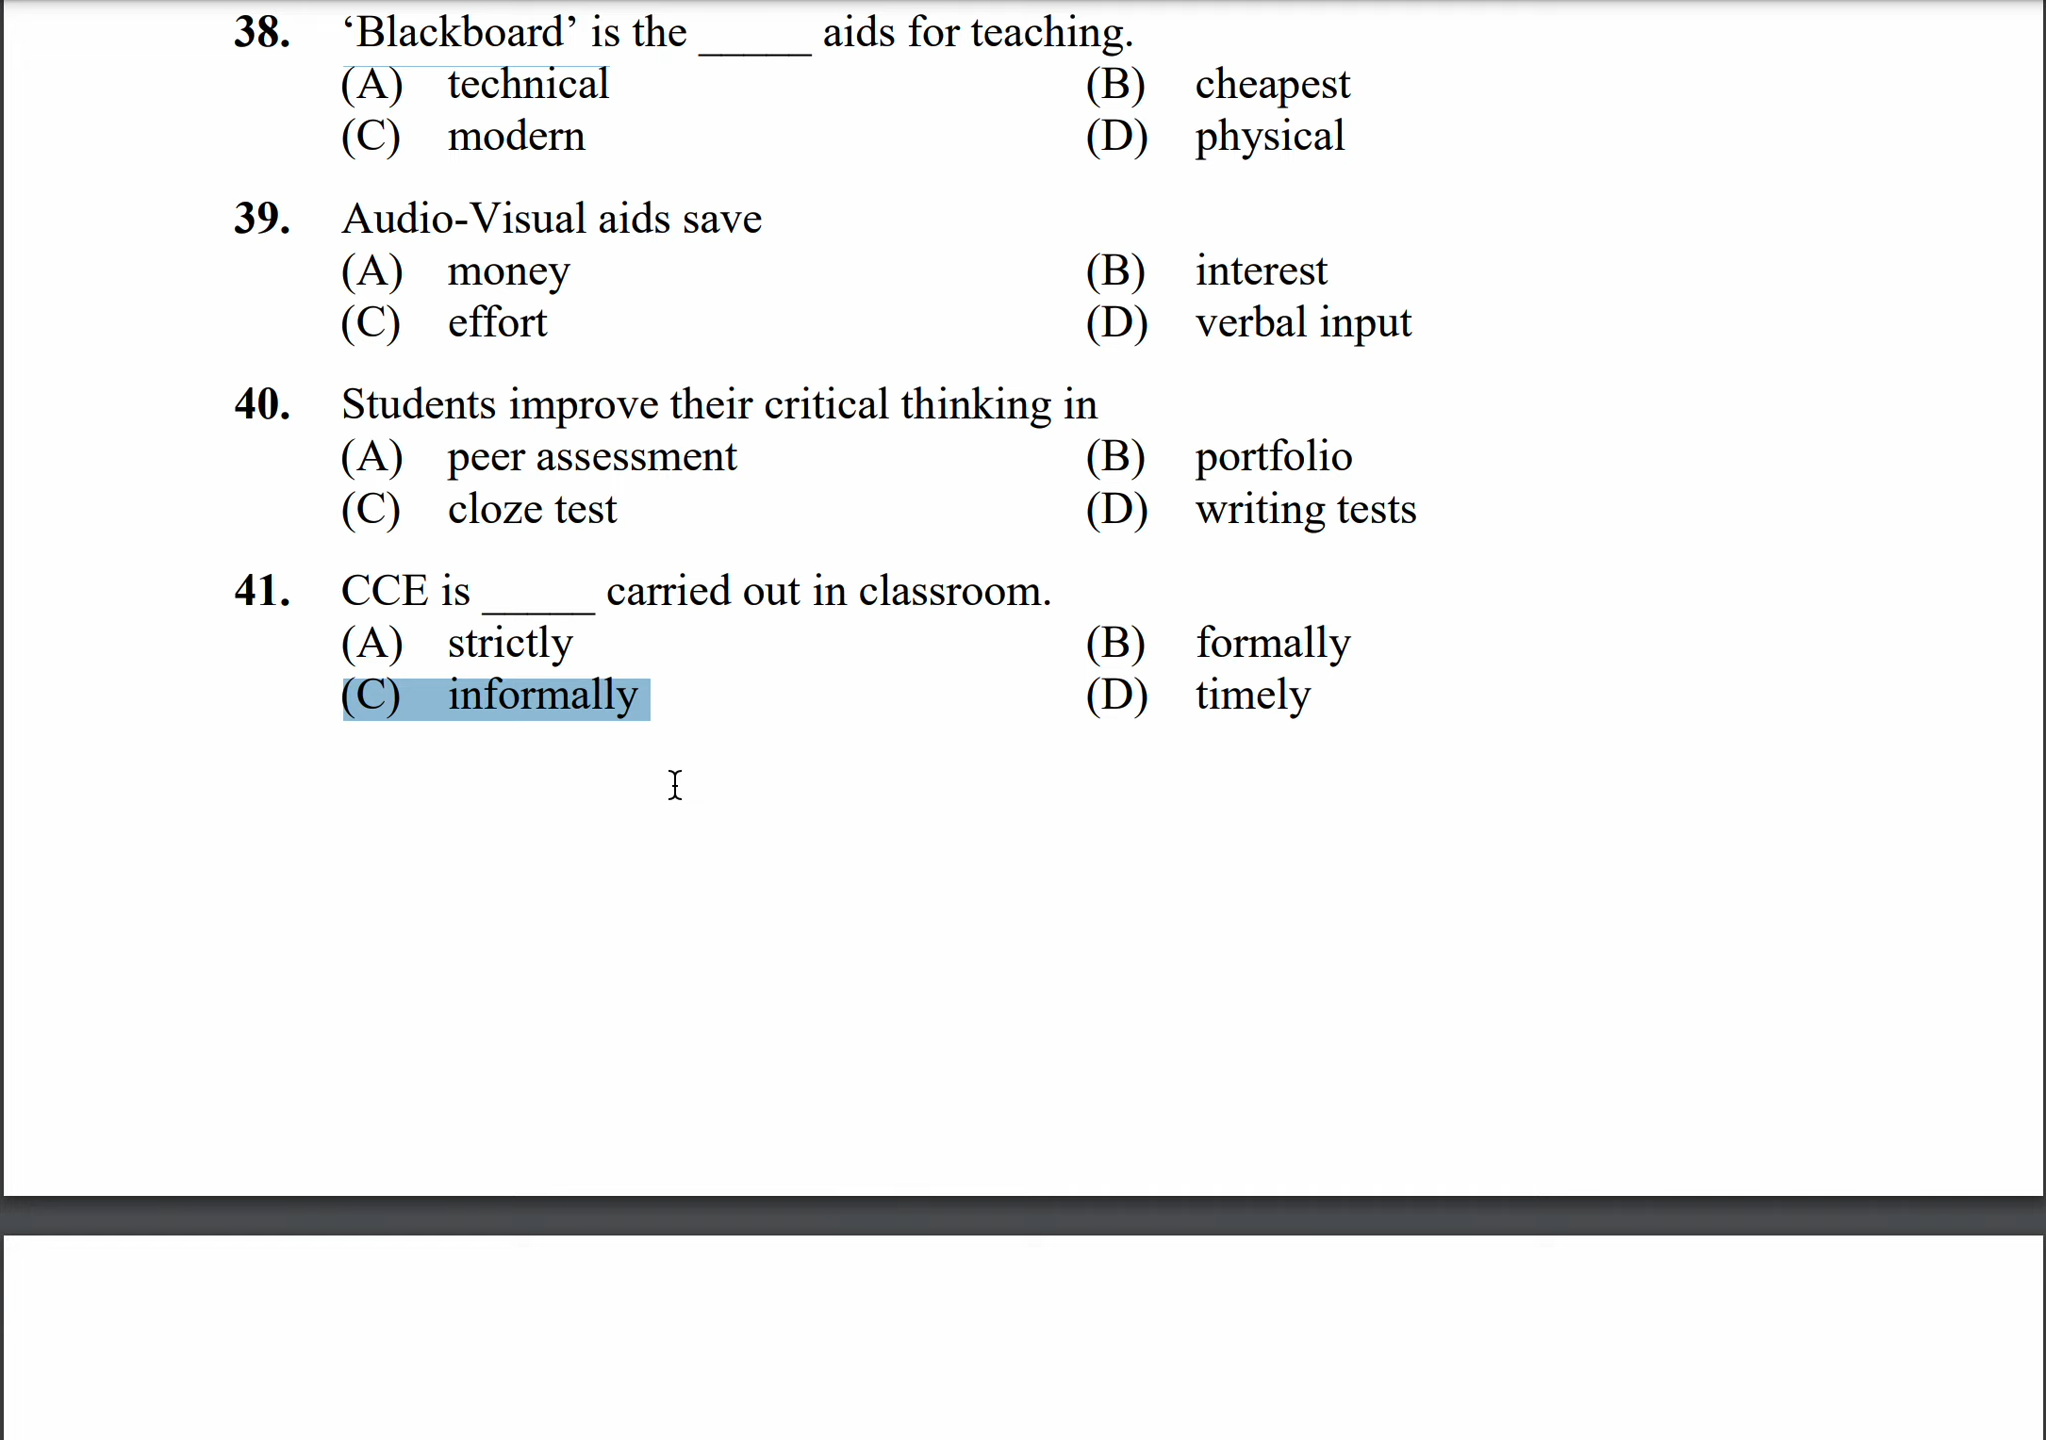 38. ‘Blackboard’ is the _____ aids for teaching.
(A) technical (B) cheapest
(C) modern (D) physical
39. Audio-Visual aids save
(A) money (B) interest
(C) effort (D) verbal input
40. Students improve their critical thinking in
(A) peer assessment (B) portfolio
(C) cloze test (D) writing tests
41. CCE is _____ carried out in classroom.
(A) strictly (B) formally
(C) informally (D) timely